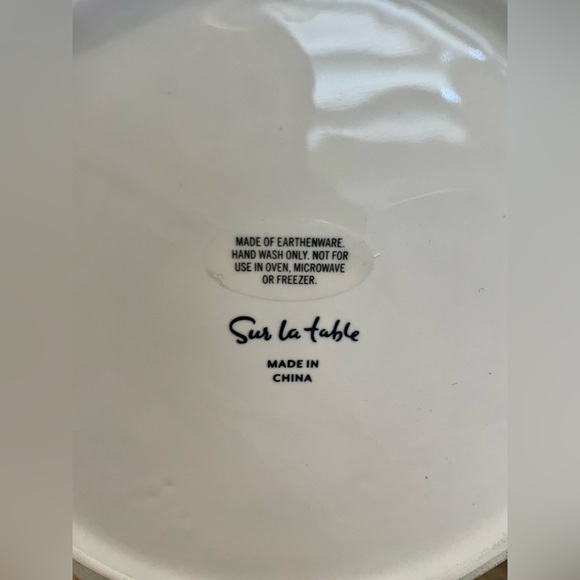 MADE OF EARTHENWARE.
HAND WASH ONLY. NOT FOR
USE IN OVEN, MICROWAVE
OR FREEZER.
Sur la table
MADE IN
CHINA